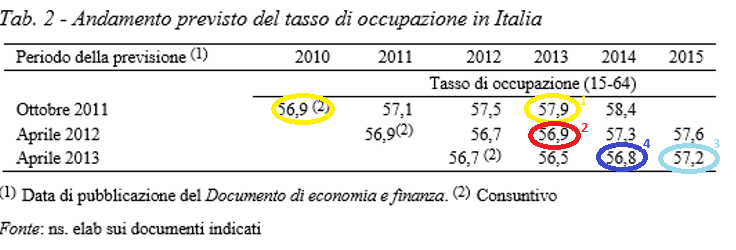 Tab. 2 - Andamento previsto del tasso di occupazione in Italia
Periodo della previsione (1) 2010 2011 2012 2013 2014 2015
Tasso di occupazione (15-64)
Ottobre 2011 56,9 (2) 57,1 57,5 57,9 1 58,4
Aprile 2012 56,9(2) 56,7 56,9 2 57,3 57,6
Aprile 2013 56,7 (2) 56,5 56,8 4 57,2 3
(1) Data di pubblicazione del Documento di economia e finanza. (2) Consuntivo
Fonte: ns. elab sui documenti indicati